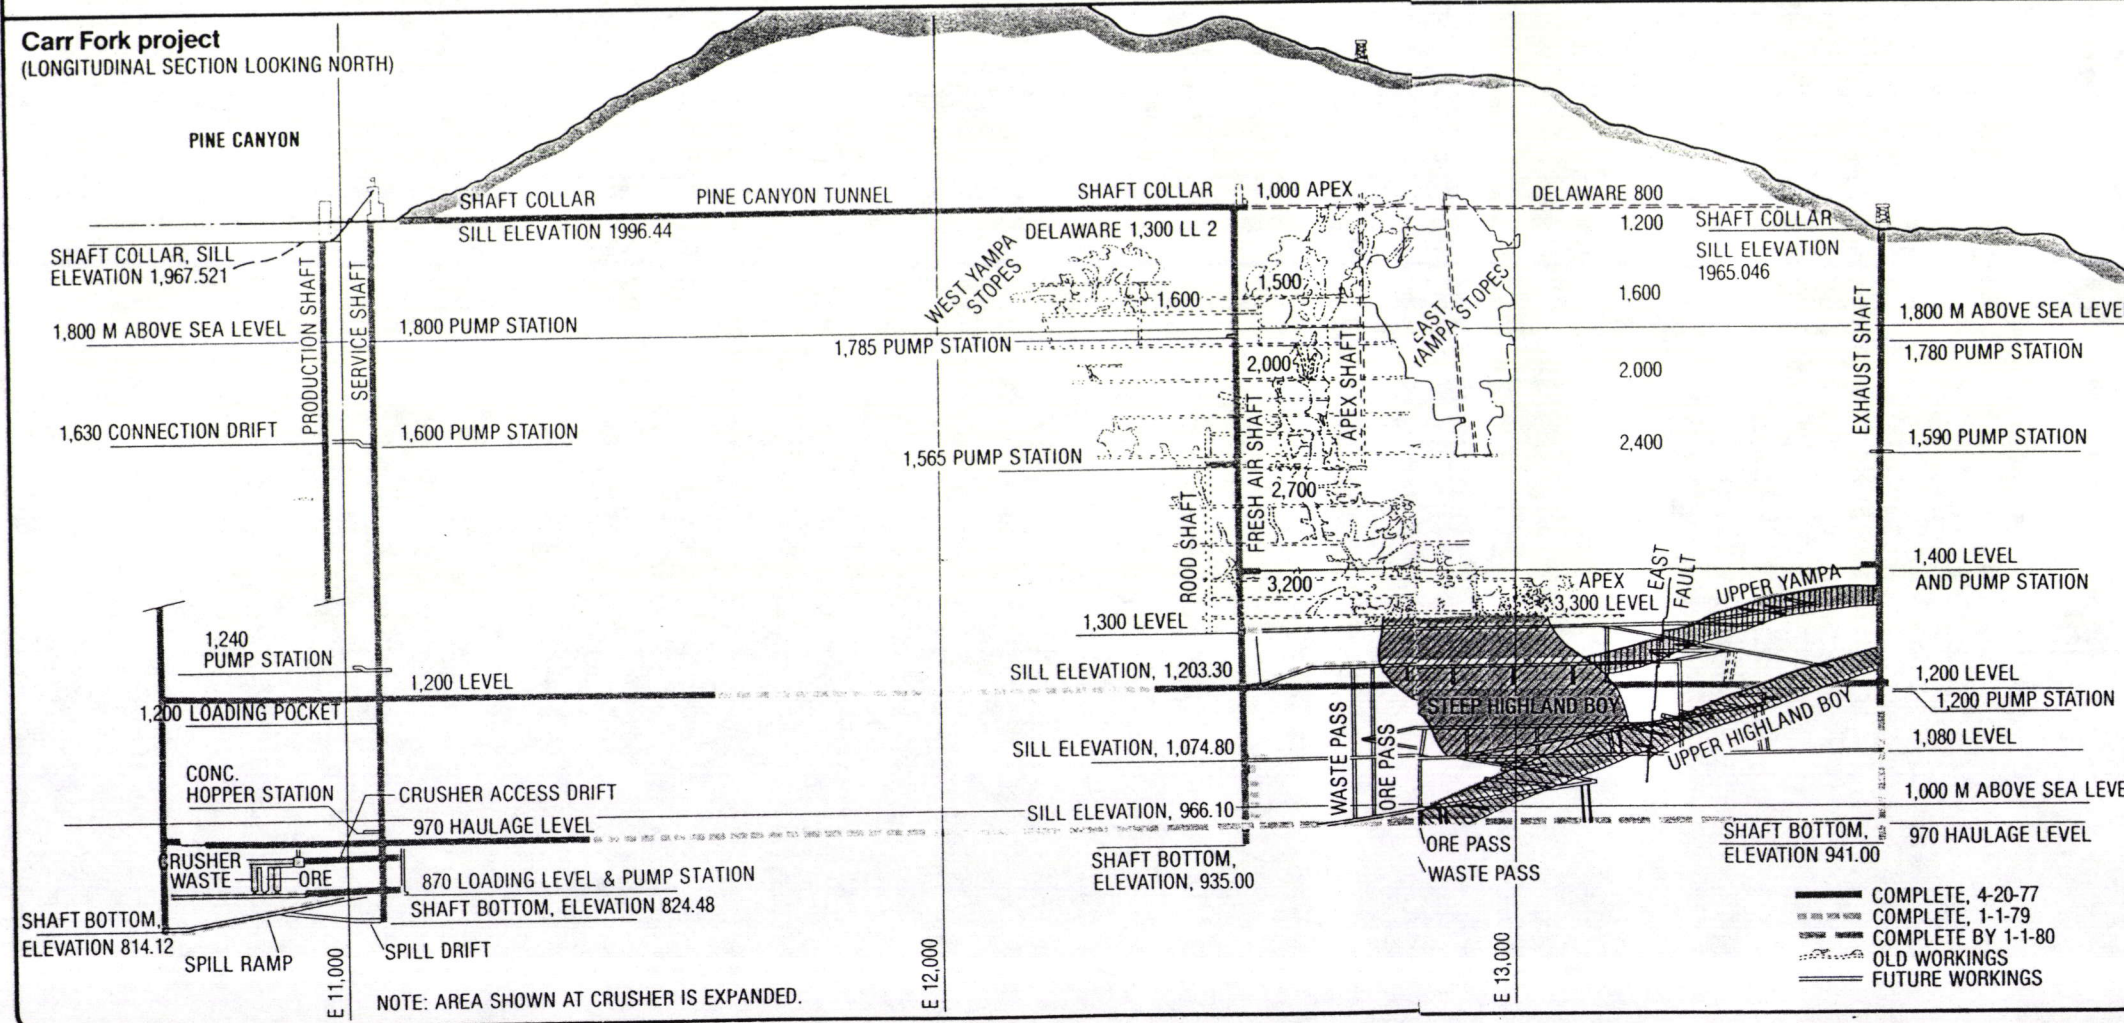 Carr Fork project
(LONGITUDINAL SECTION LOOKING NORTH)
PINE CANYON
SHAFT COLLAR
PINE CANYON TUNNEL
SHAFT COLLAR
1,000 APEX
DELAWARE 800
SILL ELEVATION 1996.44
DELAWARE 1,300 LL 2
1.200
SHAFT COLLAR
SILL ELEVATION
1965.046
SHAFT COLLAR, SILL
ELEVATION 1,967.521
PRODUCTION SHAFT
SERVICE SHAFT
WEST YAMPA
STOPES
1,600
1,500
EAST
YAMPA STOPES
1,600
EXHAUST SHAFT
1,800 M ABOVE SEA LEVEL
1,800 PUMP STATION
1,785 PUMP STATION
1,800 M ABOVE SEA LEVE
1,780 PUMP STATION
2,000
APEX SHAFT
2.000
1,630 CONNECTION DRIFT
1,600 PUMP STATION
1,565 PUMP STATION
FRESH AIR SHAFT
2,400
1,590 PUMP STATION
2,700
ROOD SHAFT
3,200
APEX
3,300 LEVEL
EAST
FAULT
UPPER YAMPA
1,400 LEVEL
AND PUMP STATION
1,300 LEVEL
1,240
PUMP STATION
1,200 LEVEL
SILL ELEVATION, 1,203.30
1,200 LEVEL
1,200 PUMP STATION
1,200 LOADING POCKET
STEEP HIGHLAND BOY
UPPER HIGHLAND BOY
WASTE PASS
ORE PASS
SILL ELEVATION, 1,074.80
1,080 LEVEL
CONC.
HOPPER STATION
CRUSHER ACCESS DRIFT
970 HAULAGE LEVEL
SILL ELEVATION, 966.10
1,000 M ABOVE SEA LEVE
970 HAULAGE LEVEL
CRUSHER
WASTE
ORE
870 LOADING LEVEL & PUMP STATION
SHAFT BOTTOM, ELEVATION 824.48
SHAFT BOTTOM,
ELEVATION, 935.00
ORE PASS
WASTE PASS
SHAFT BOTTOM,
ELEVATION 941.00
SHAFT BOTTOM,
ELEVATION 814.12
SPILL RAMP
SPILL DRIFT
E 11,000
E 12,000
E 13,000
NOTE: AREA SHOWN AT CRUSHER IS EXPANDED.
COMPLETE, 4-20-77
COMPLETE, 1-1-79
COMPLETE BY 1-1-80
OLD WORKINGS
FUTURE WORKINGS